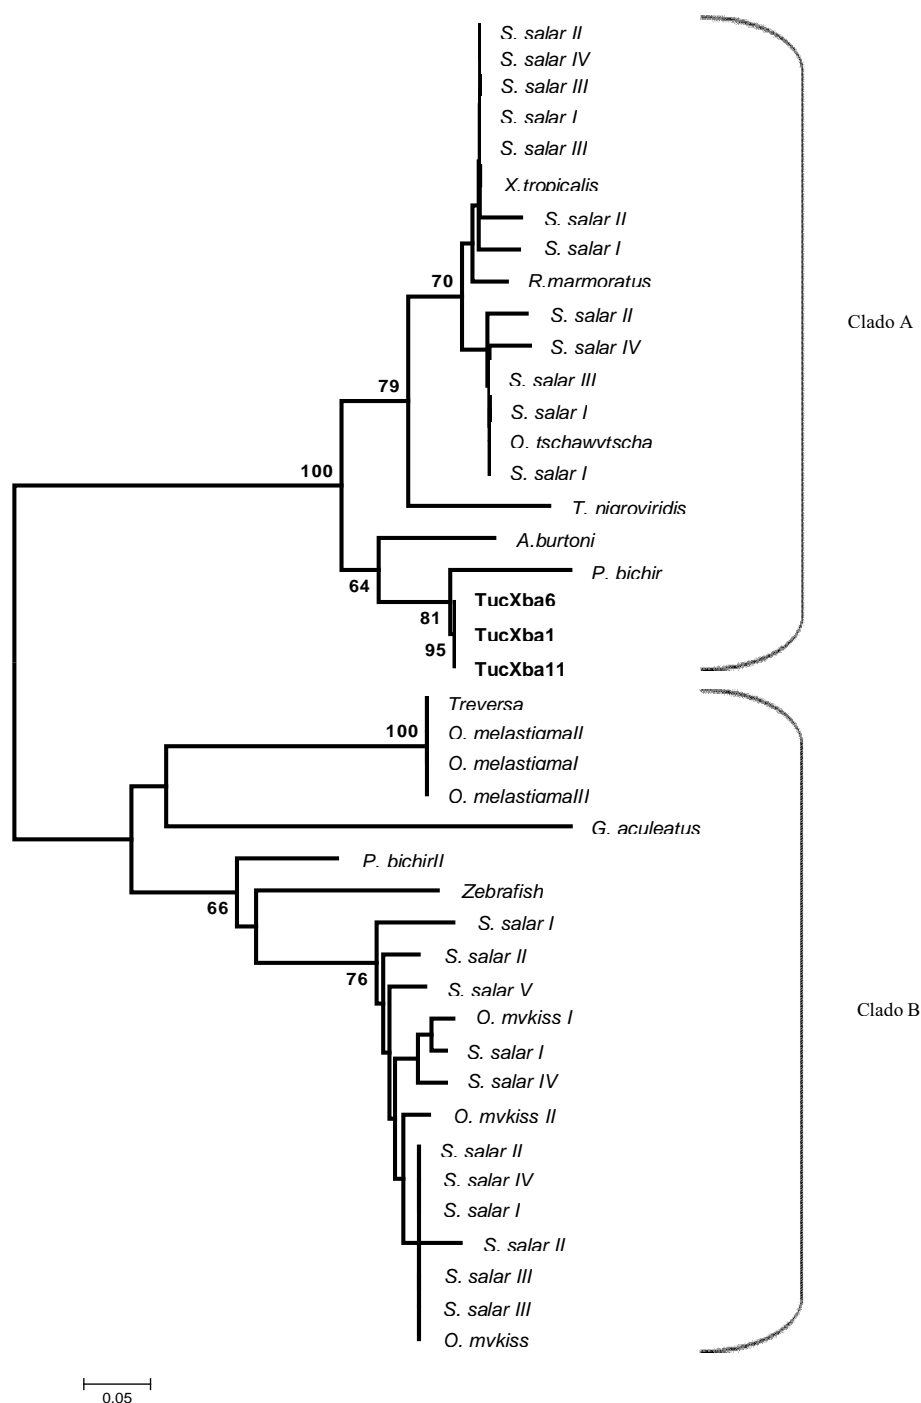 S. salar II
S. salar IV
S. salar III
S. salar I
S. salar III
X.tropicalis
S. salar II
S. salar I
70
R.marmoratus
S. salar II
Clado A
S. salar IV
79
S. salar III
S. salar I
O. tschawytscha
100
S. salar I
T. nigroviridis
A.burtoni
64
P. bichir
TucXba6
81
TucXba1
95
TucXba11
Treversa
100
O. melastigmaII
O. melastigmaI
O. melastigmaIII
G. aculeatus
P. bichirII
Zebrafish
66
S. salar I
S. salar II
76
S. salar V
Clado B
O. mykiss I
S. salar I
S. salar IV
O. mykiss II
S. salar II
S. salar IV
S. salar I
S. salar II
S. salar III
S. salar III
O. mykiss
0.05